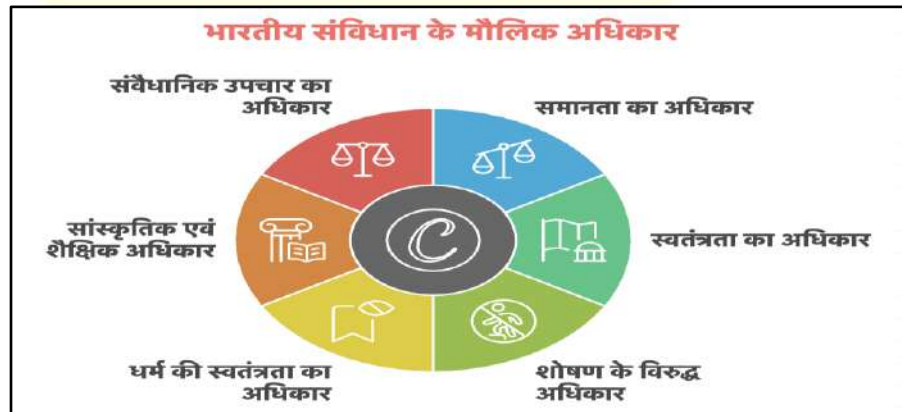 भारतीय संविधान के मौलिक अधिकार
संवैधानिक उपचार का
अधिकार
समानता का अधिकार
सांस्कृतिक एवं
शैक्षिक अधिकार
C
स्वतंत्रता का अधिकार
धर्म की स्वतंत्रता का
अधिकार
शोषण के विरुद्ध
अधिकार